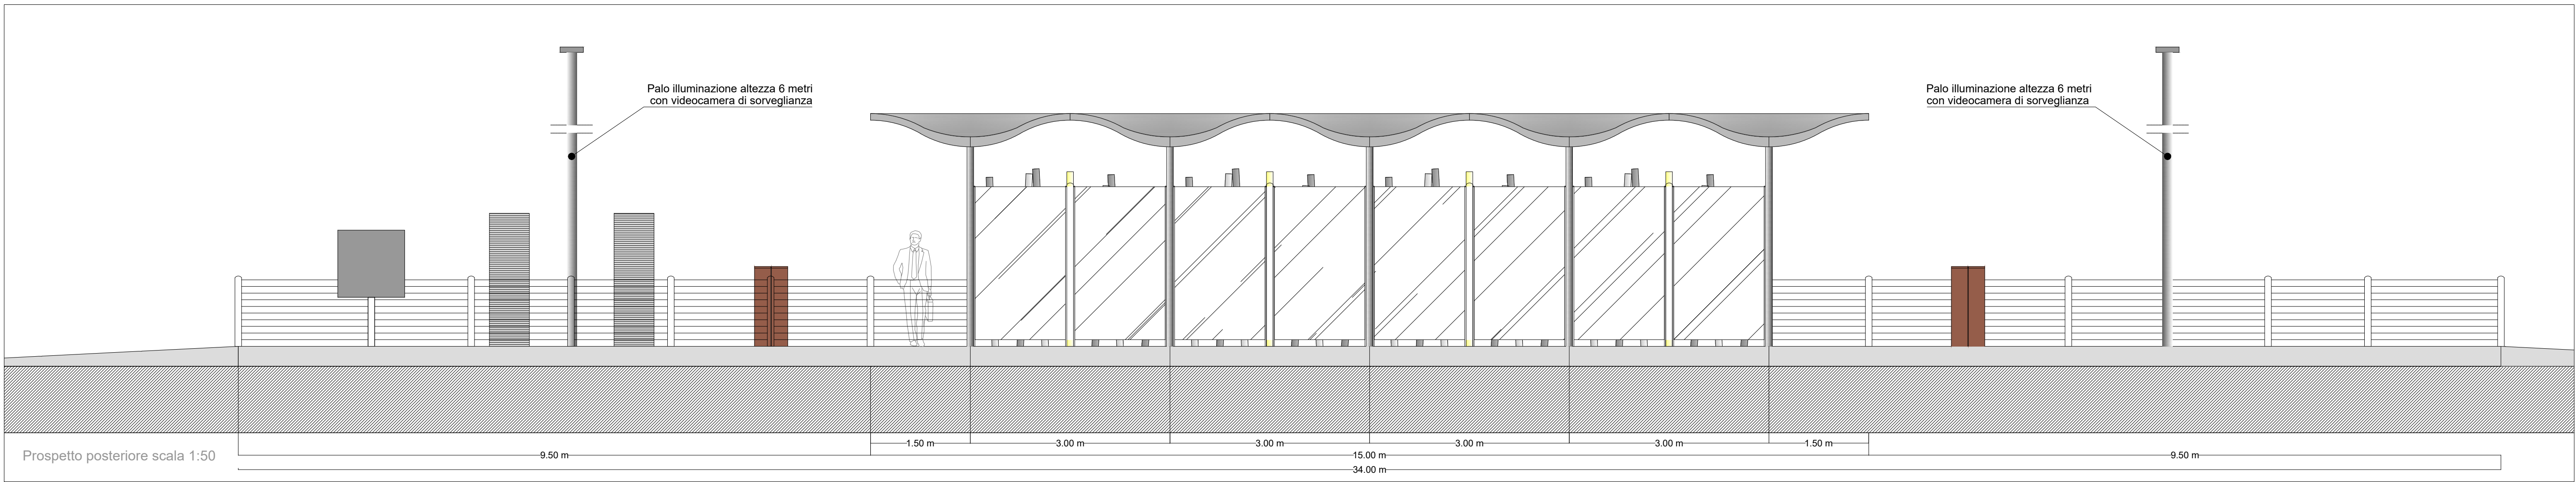 Palo illuminazione altezza 6 metri
con videocamera di sorveglianza
Palo illuminazione altezza 6 metri
con videocamera di sorveglianza
1.50 m
3.00 m
3.00 m
3.00 m
3.00 m
1.50 m
9.50 m
15.00 m
9.50 m
34.00 m
Prospetto posteriore scala 1:50